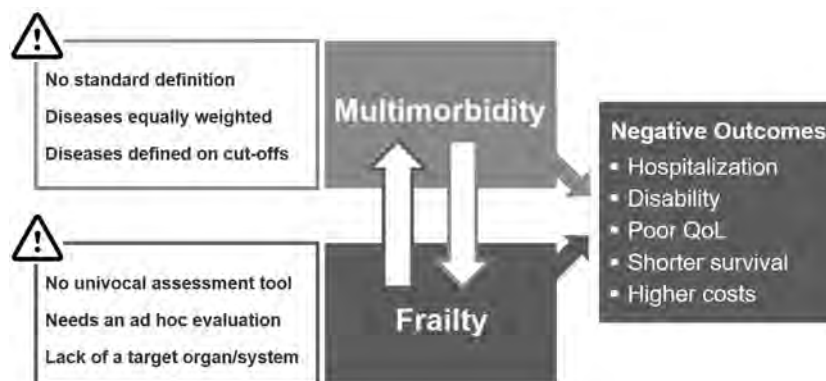 No standard definition
Diseases equally weighted
Diseases defined on cut-offs
Multimorbidity
No univocal assessment tool
Needs an ad hoc evaluation
Lack of a target organ/system
Frailty
Negative Outcomes
▪ Hospitalization
▪ Disability
▪ Poor QoL
▪ Shorter survival
▪ Higher costs